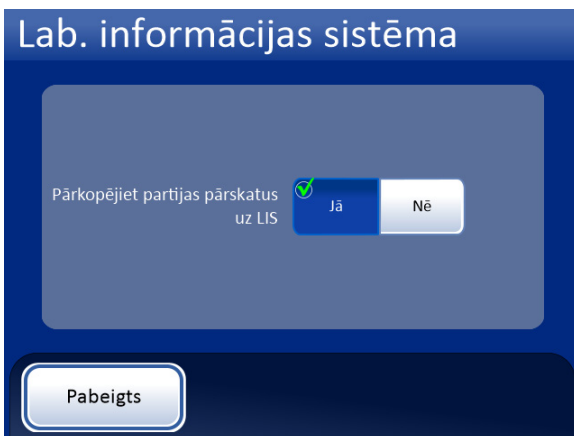 Lab. informācijas sistēma
Pārkopējiet partijas pārskatus
uz LIS
Jā
Nē
Pabeigts